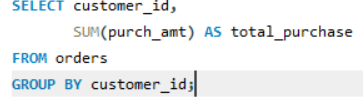 SELECT customer_id,
SUM(purch_amt) AS total_purchase
FROM orders
GROUP BY customer_id;